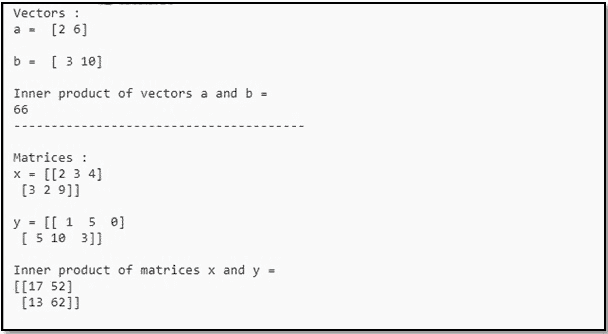 Vectors :
a =  [2 6]
b =  [ 3 10]
Inner product of vectors a and b =
66
---------------------------------------
Matrices :
x = [[2 3 4]
 [3 2 9]]
y = [[ 1  5  0]
 [ 5 10  3]]
Inner product of matrices x and y =
[[17 52]
 [13 62]]